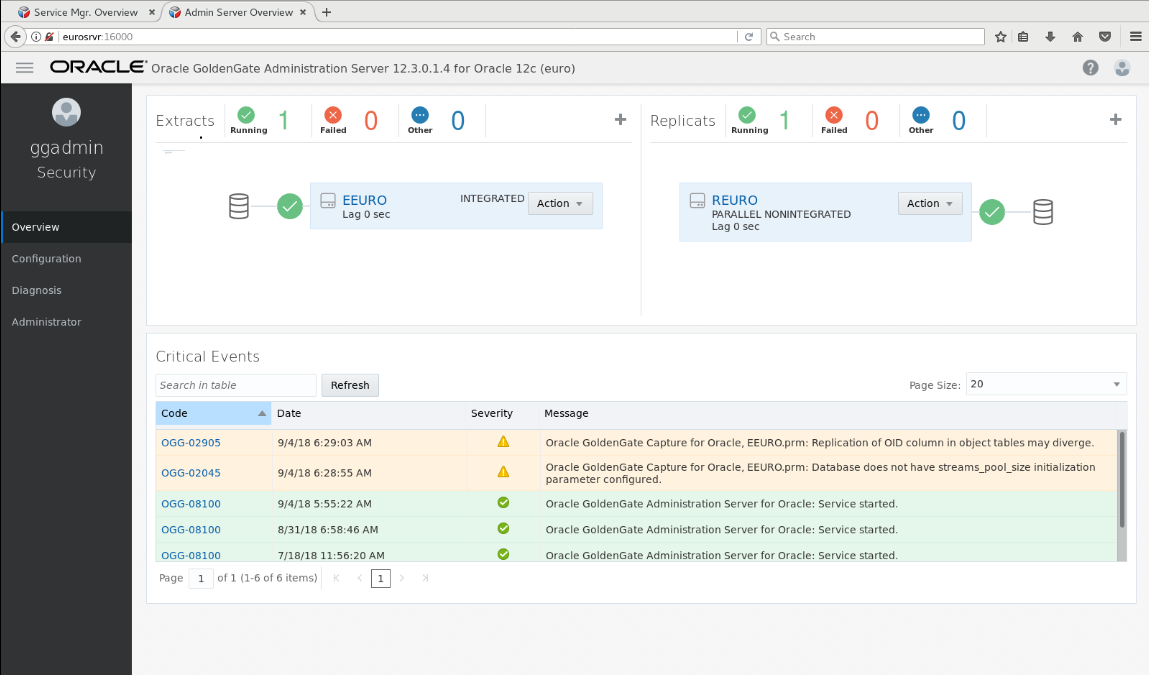 Service Mgr. Overview
Admin Server Overview
eurosrvr:16000
Search
ORACLE Oracle GoldenGate Administration Server 12.3.0.1.4 for Oracle 12c (euro)
ggadmin
Security
Overview
Configuration
Diagnosis
Administrator
Extracts Running 1 Failed 0 Other 0
EEURO
INTEGRATED
Action
Lag 0 sec
Replicats Running 1 Failed 0 Other 0
REURO
PARALLEL NONINTEGRATED
Action
Lag 0 sec
Critical Events
Search in table
Refresh
Page Size: 20
Code Date Severity Message
OGG-02905 9/4/18 6:29:03 AM Oracle GoldenGate Capture for Oracle, EEURO.prm: Replication of OID column in object tables may diverge.
OGG-02045 9/4/18 6:28:55 AM Oracle GoldenGate Capture for Oracle, EEURO.prm: Database does not have streams_pool_size initialization
parameter configured.
OGG-08100 9/4/18 5:55:22 AM Oracle GoldenGate Administration Server for Oracle: Service started.
OGG-08100 8/31/18 6:58:46 AM Oracle GoldenGate Administration Server for Oracle: Service started.
OGG-08100 7/18/18 11:56:20 AM Oracle GoldenGate Administration Server for Oracle: Service started.
Page 1 of 1 (1-6 of 6 items) 1